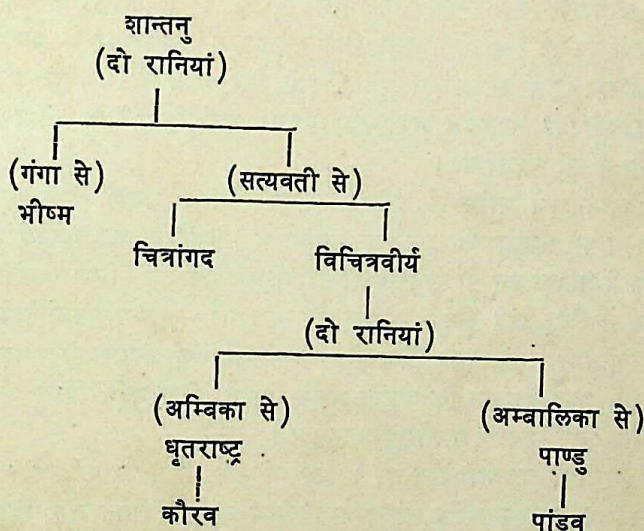 शान्तनु
(दो रानियां)
(गंगा से) (सत्यवती से)
भीष्म
चित्रांगद विचित्रवीर्य
(दो रानियां)
(अम्बिका से) (अम्बालिका से)
धृतराष्ट्र पाण्डु
कौरव पांडव